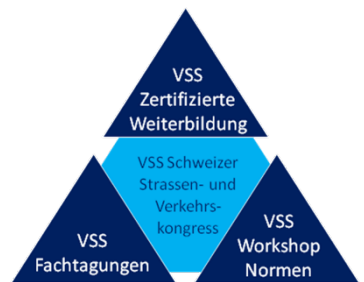 VSS
Zertifizierte
Weiterbildung
VSS Schweizer
Strassen- und
Verkehrs-
kongress
VSS
Fachtagungen
VSS
Workshop
Normen